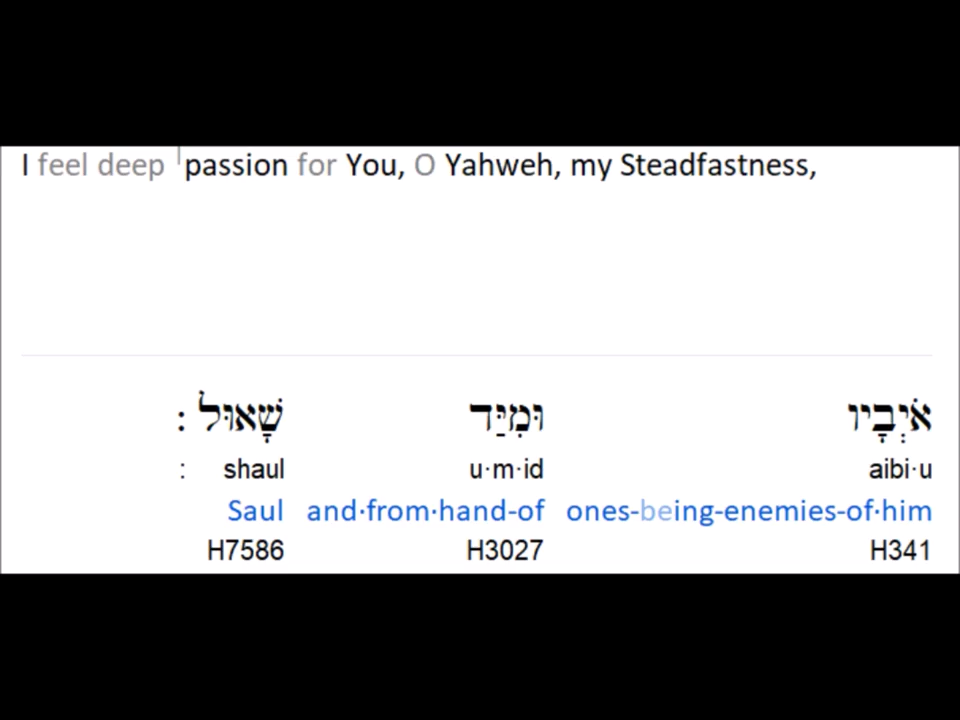 I feel deep ˈpassion for You, O Yahweh, my Steadfastness,
אֹיְבָיו וּמִיַּד שָׁאוּל :
: shaul u·m·id aibi·u
Saul and·from·hand-of ones-being-enemies-of·him
H7586 H3027 H341